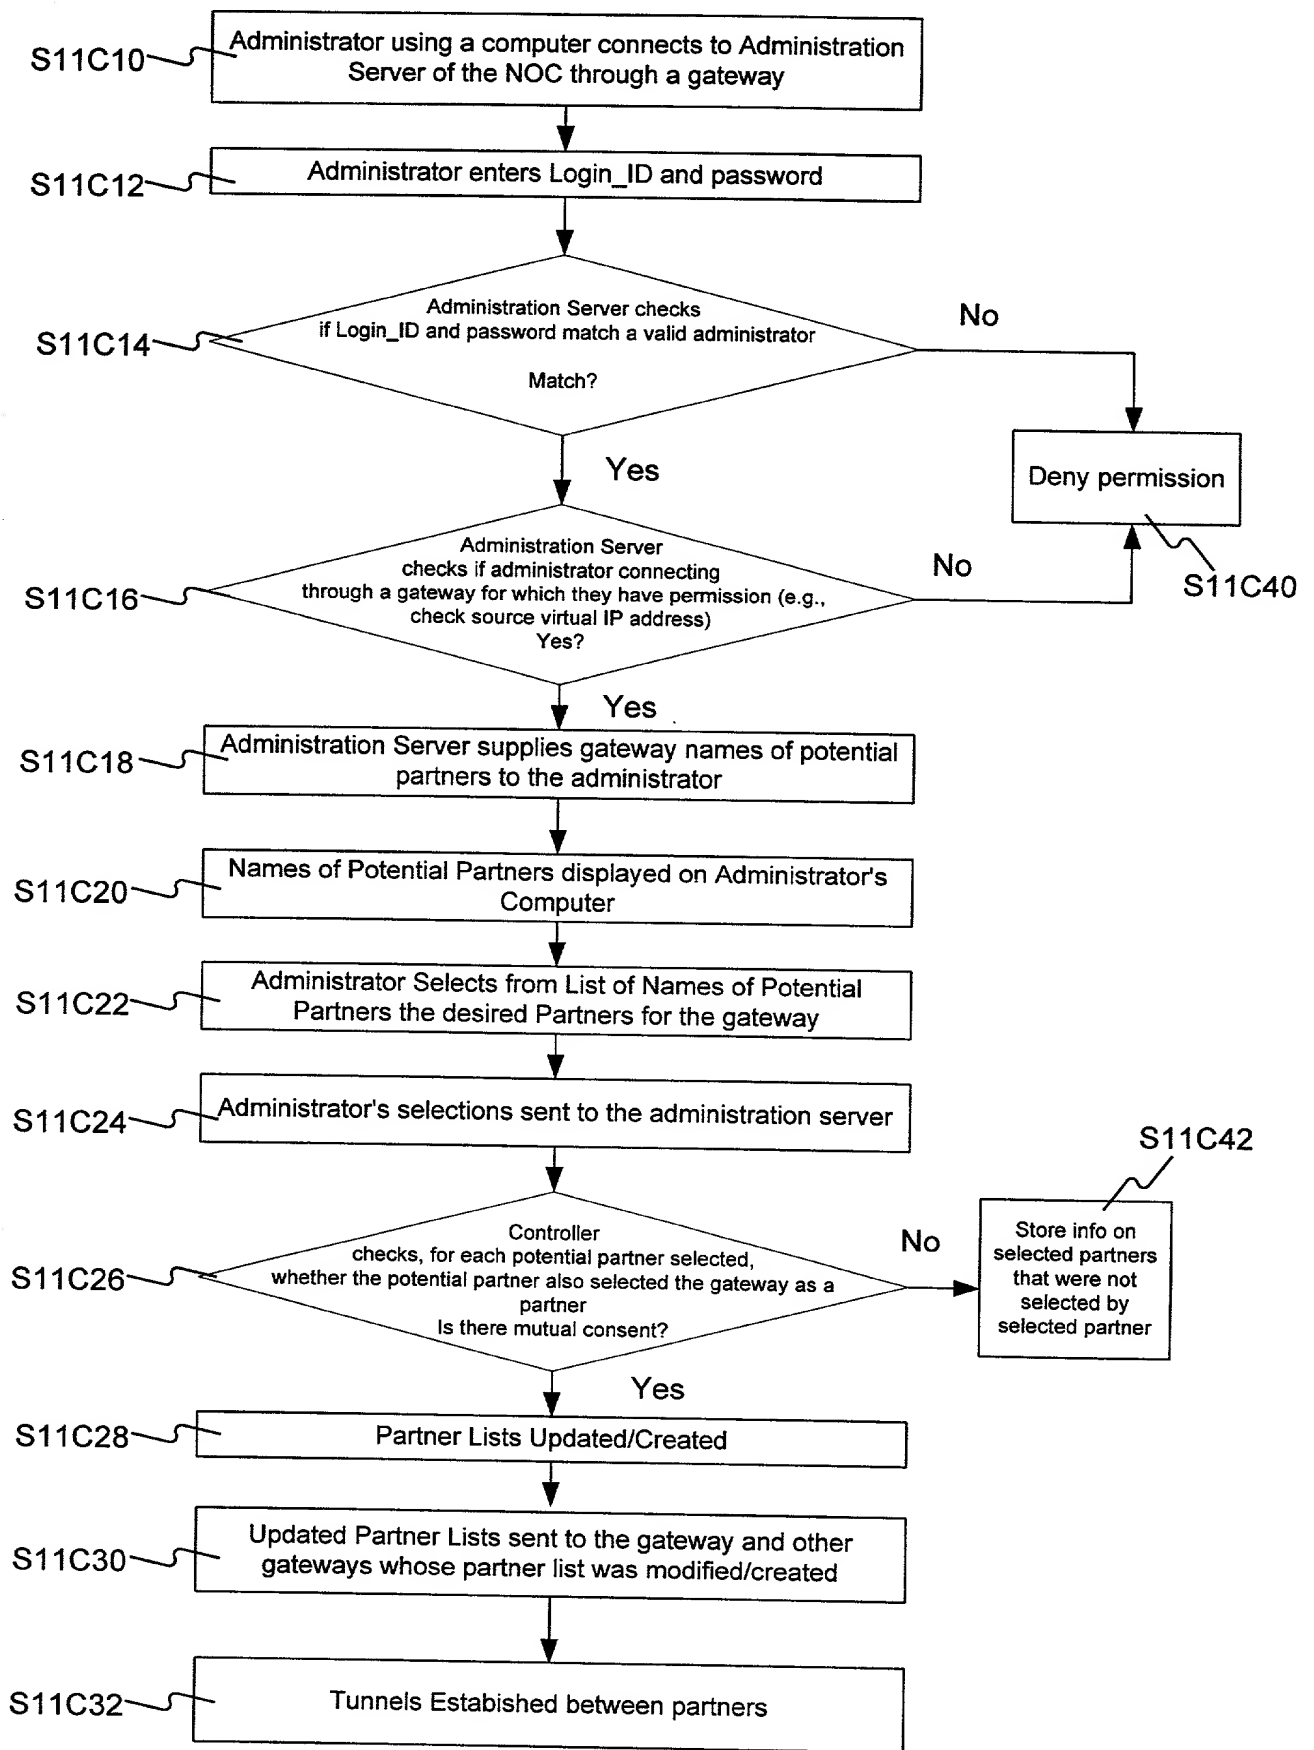 Administrator using a computer connects to Administration
Server of the NOC through a gateway
S11C10
Administrator enters Login_ID and password
S11C12
Administration Server checks
if Login_ID and password match a valid administrator
Match?
No
S11C14
Yes
Deny permission
S11C40
Administration Server
checks if administrator connecting
through a gateway for which they have permission (e.g.,
check source virtual IP address)
Yes?
No
S11C16
Yes
Administration Server supplies gateway names of potential
partners to the administrator
S11C18
Names of Potential Partners displayed on Administrator's
Computer
S11C20
Administrator Selects from List of Names of Potential
Partners the desired Partners for the gateway
S11C22
Administrator's selections sent to the administration server
S11C24
S11C42
Controller
checks, for each potential partner selected,
whether the potential partner also selected the gateway as a
partner
Is there mutual consent?
No
Store info on
selected partners
that were not
selected by
selected partner
S11C26
Yes
Partner Lists Updated/Created
S11C28
Updated Partner Lists sent to the gateway and other
gateways whose partner list was modified/created
S11C30
Tunnels Estabished between partners
S11C32